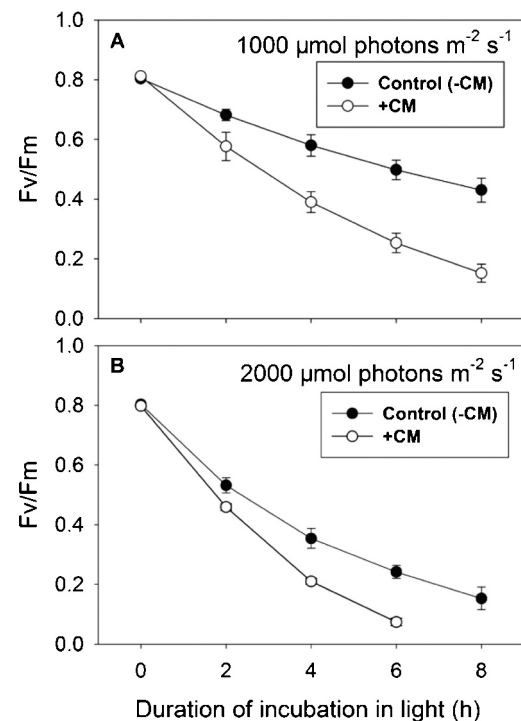 A
1000 µmol photons m⁻² s⁻¹
Control (-CM)
+CM
Fv/Fm
1.0
0.8
0.6
0.4
0.2
0.0
B
2000 µmol photons m⁻² s⁻¹
Control (-CM)
+CM
Fv/Fm
1.0
0.8
0.6
0.4
0.2
0.0
0 2 4 6 8
Duration of incubation in light (h)